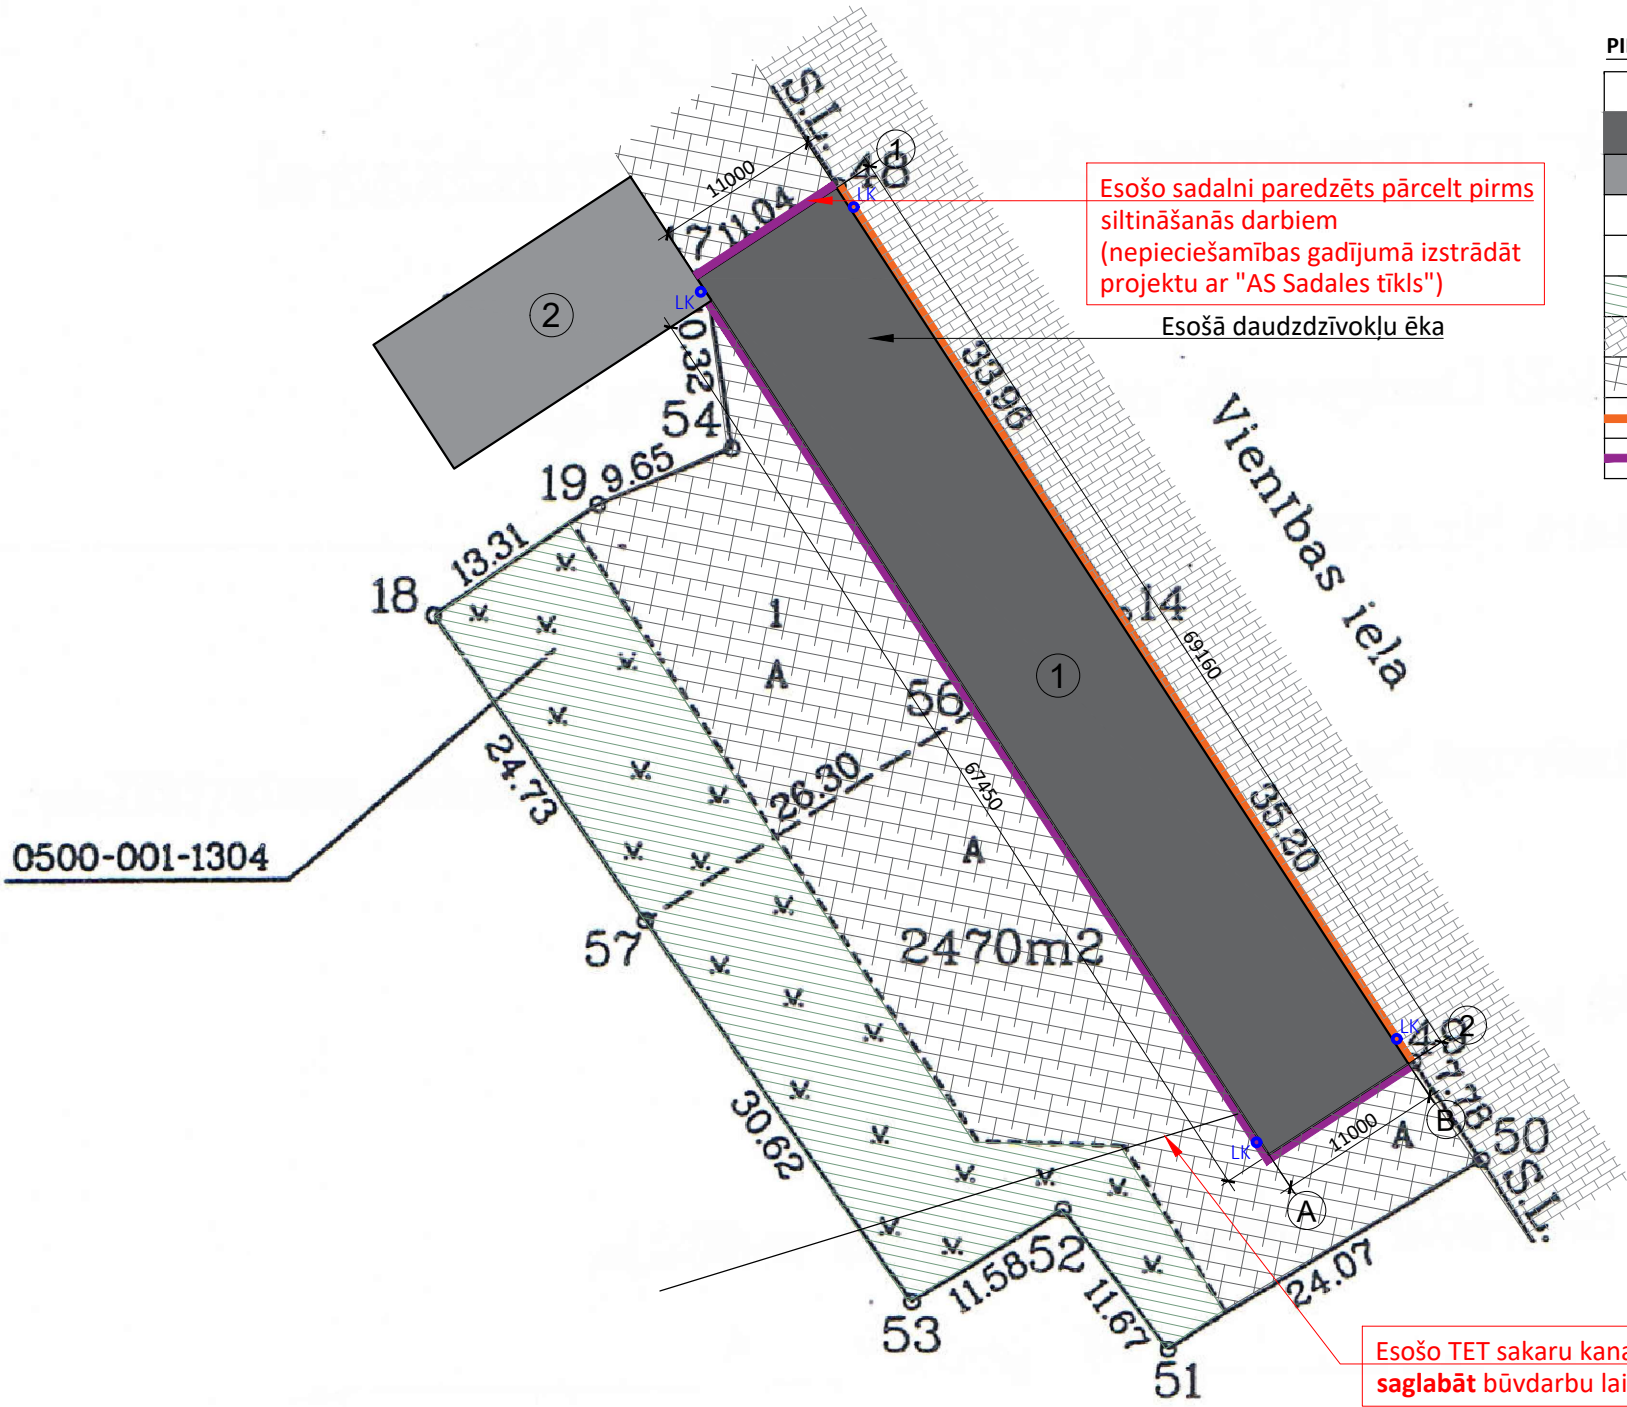 S.L.
1
48
LK
11000
7
11.04
Esošo sadalni paredzēts pārcelt pirms
siltināšanās darbiem
(nepieciešamības gadījumā izstrādāt
projektu ar "AS Sadales tīkls")
Esošā daudzdzīvokļu ēka
2
LK
0.32
33.96
54
19
9.65
Vienības iela
13.31
18
1
A
14
69160
1
56
24.73
26.30
67450
35.20
0500-001-1304
A
57
2470m2
LK
49
2
7.78
B
30.62
11000
A
50
LK
S.L.
A
52
11.58
24.07
11.67
53
51
Esošo TET sakaru
saglabāt būvdarbu